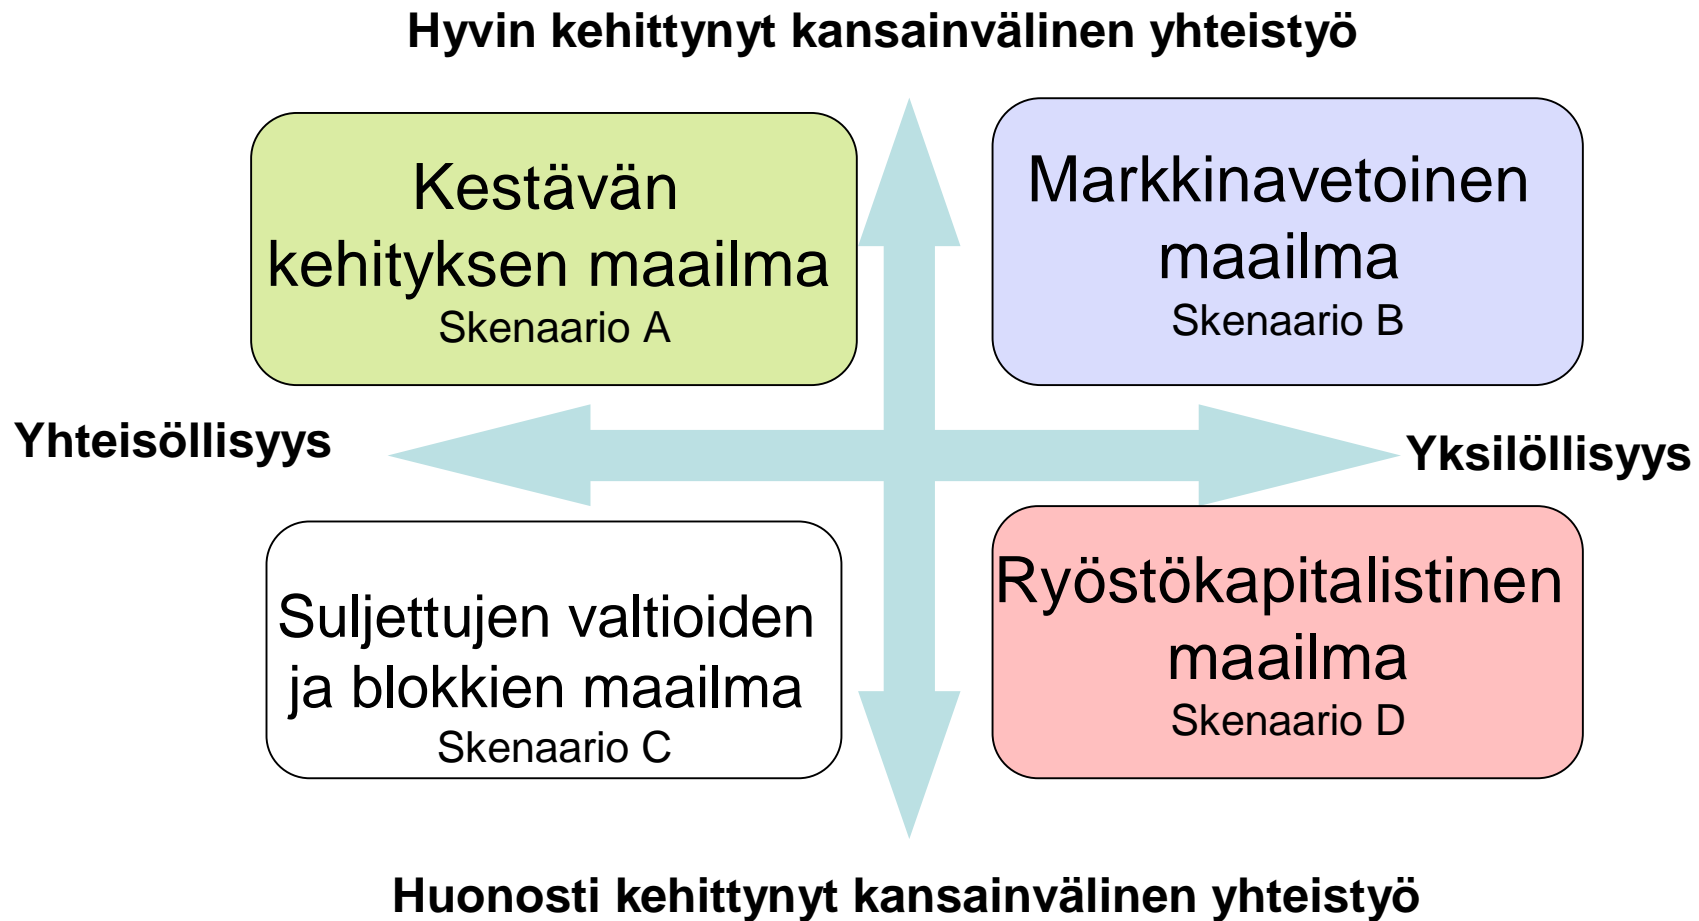 Hyvin kehittynyt kansainvälinen yhteistyö
Kestävän
kehityksen maailma
Skenaario A
Markkinavetoinen
maailma
Skenaario B
Yhteisöllisyys
Yksilöllisyys
Suljettujen valtioiden
ja blokkien maailma
Skenaario C
Ryöstökapitalistinen
maailma
Skenaario D
Huonosti kehittynyt kansainvälinen yhteistyö